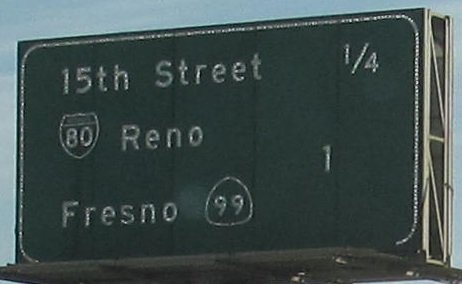 15th Street 1/4
80 Reno
1
Fresno 99